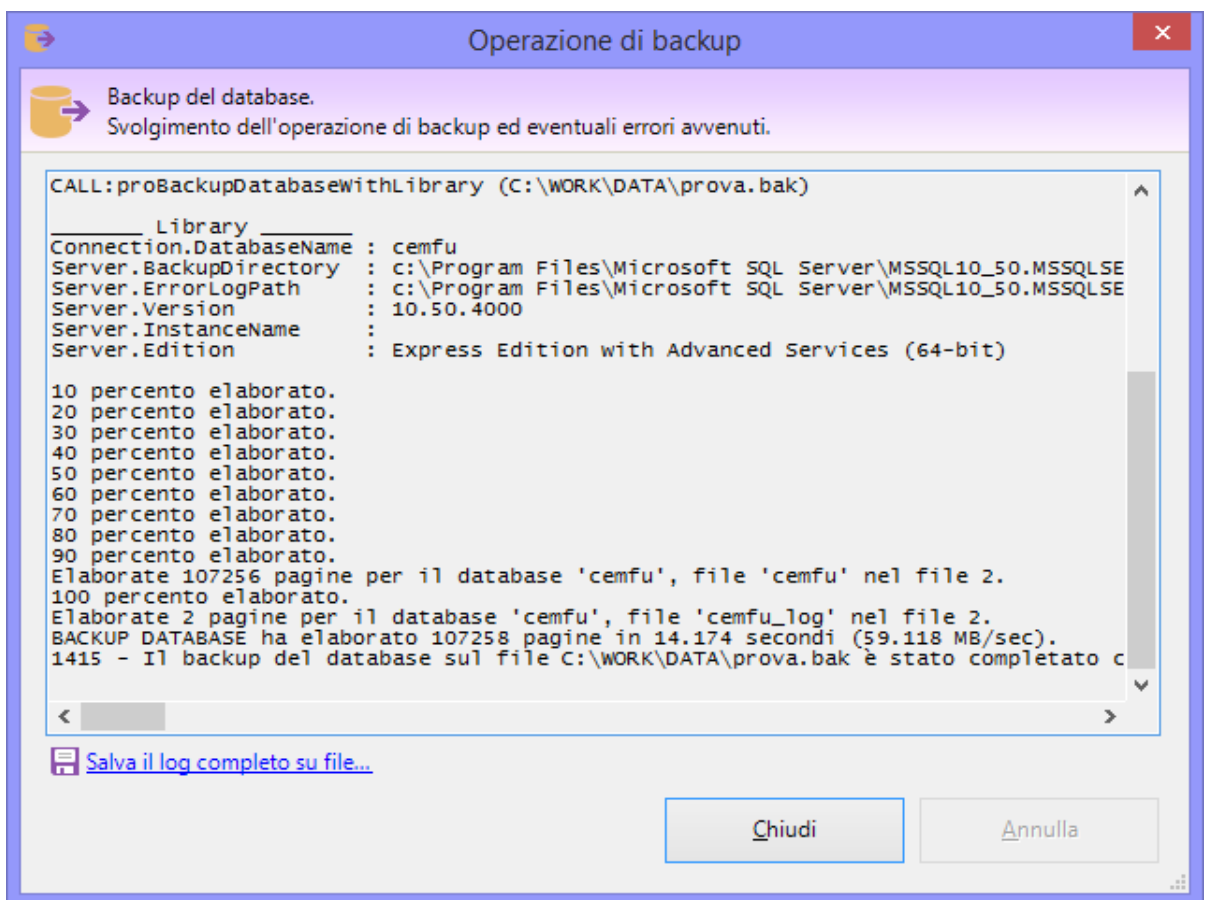 Operazione di backup
Backup del database.
Svolgimento dell'operazione di backup ed eventuali errori avvenuti.
CALL:proBackupDatabaseWithLibrary (C:\WORK\DATA\prova.bak)
_______ Library _______
Connection.DatabaseName : cemfu
Server.BackupDirectory : c:\Program Files\Microsoft SQL Server\MSSQL10_50.MSSQLSE
Server.ErrorLogPath : c:\Program Files\Microsoft SQL Server\MSSQL10_50.MSSQLSE
Server.Version : 10.50.4000
Server.InstanceName :
Server.Edition : Express Edition with Advanced Services (64-bit)
10 percento elaborato.
20 percento elaborato.
30 percento elaborato.
40 percento elaborato.
50 percento elaborato.
60 percento elaborato.
70 percento elaborato.
80 percento elaborato.
90 percento elaborato.
Elaborate 107256 pagine per il database 'cemfu', file 'cemfu' nel file 2.
100 percento elaborato.
Elaborate 2 pagine per il database 'cemfu', file 'cemfu_log' nel file 2.
BACKUP DATABASE ha elaborato 107258 pagine in 14.174 secondi (59.118 MB/sec).
1415 - Il backup del database sul file C:\WORK\DATA\prova.bak è stato completato c
Salva il log completo su file...
Chiudi
Annulla